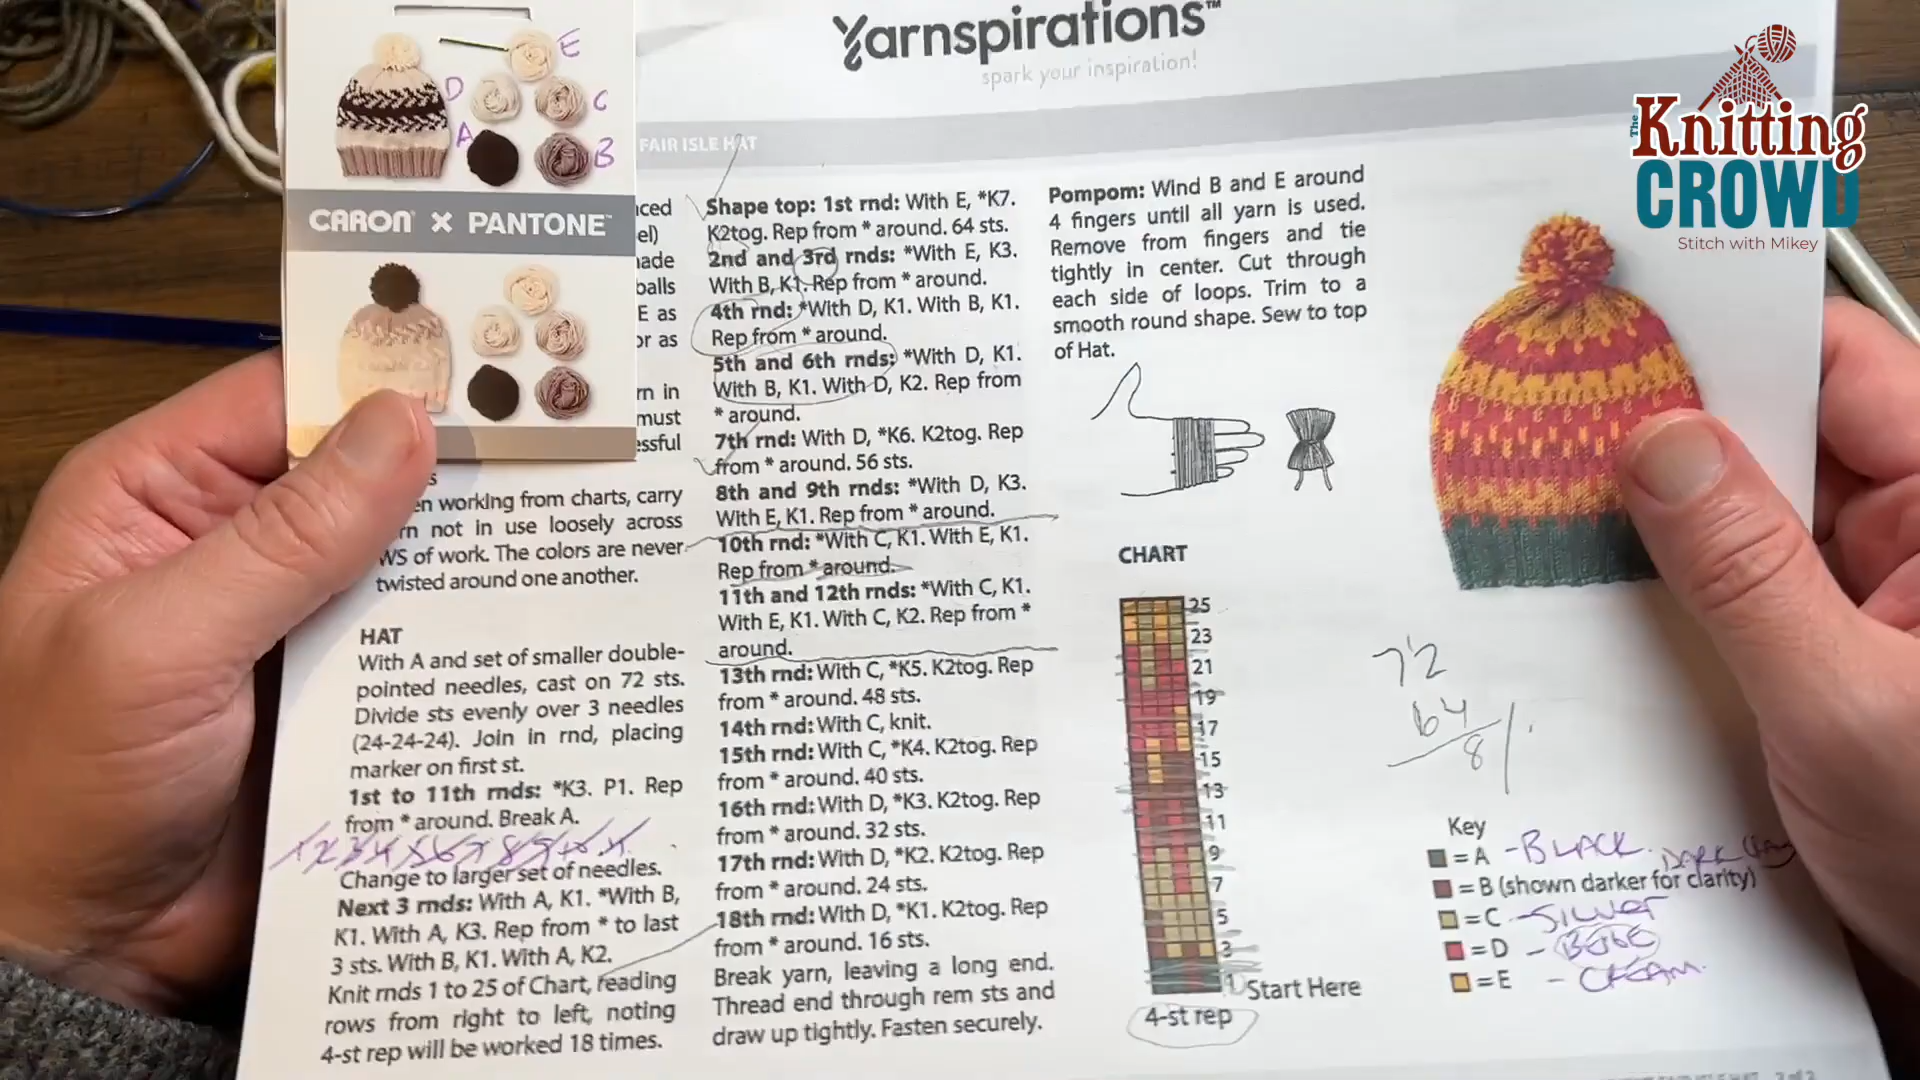 Yarnspirations™
spark your inspiration!
The
Knitting
CROWD
Stitch with Mikey
E
D
C
A
B
CARON® X PANTONE™
FAIR ISLE HAT
balls
E as
or as
rn in
must
WS of work. The colors are never
twisted around one another.
en working from charts, carry
rn not in use loosely across
HAT
With A and set of smaller double-
pointed needles, cast on 72 sts.
Divide sts evenly over 3 needles
(24-24-24). Join in rnd, placing
marker on first st.
1st to 11th rnds: *K3. P1. Rep
from * around. Break A.
1 2 3 4 5 6 7 8 9 10 11
Change to larger set of needles.
Next 3 rnds: With A, K1. *With B,
K1. With A, K3. Rep from * to last
3 sts. With B, K1. With A, K2.
Knit rnds 1 to 25 of Chart, reading
rows from right to left, noting
4-st rep will be worked 18 times.
Shape top: 1st rnd: With E, *K7.
K2tog. Rep from * around. 64 sts.
2nd and 3rd rnds: *With E, K3.
With B, K1. Rep from * around.
4th rnd: *With D, K1. With B, K1.
Rep from * around.
5th and 6th rnds: *With D, K1.
With B, K1. With D, K2. Rep from
* around.
7th rnd: With D, *K6. K2tog. Rep
from * around. 56 sts.
8th and 9th rnds: *With D, K3.
With E, K1. Rep from * around.
10th rnd: *With C, K1. With E, K1.
Rep from * around.
11th and 12th rnds: *With C, K1.
With E, K1. With C, K2. Rep from *
around.
13th rnd: With C, *K5. K2tog. Rep
from * around. 48 sts.
14th rnd: With C, knit.
15th rnd: With C, *K4. K2tog. Rep
from * around. 40 sts.
16th rnd: With D, *K3. K2tog. Rep
from * around. 32 sts.
17th rnd: With D, *K2. K2tog. Rep
from * around. 24 sts.
18th rnd: With D, *K1. K2tog. Rep
from * around. 16 sts.
Break yarn, leaving a long end.
Thread end through rem sts and
draw up tightly. Fasten securely.
Pompom: Wind B and E around
4 fingers until all yarn is used.
Remove from fingers and tie
tightly in center. Cut through
each side of loops. Trim to a
smooth round shape. Sew to top
of Hat.
CHART
25
23
21
19
17
15
13
11
9
7
5
3
1 Start Here
4-st rep
72
64
8
Key
= A - BLACK
DARK
= B (shown darker for clarity)
= C - SILVER
= D - BEIGE
= E - CREAM